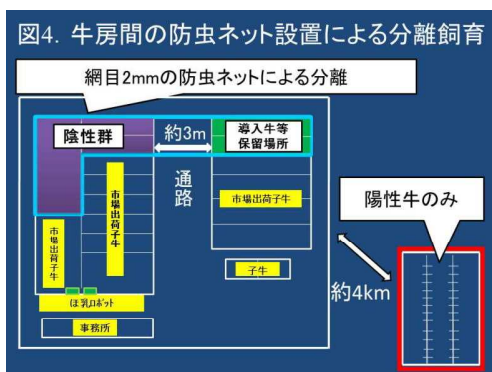 図4. 牛房間の防虫ネット設置による分離飼育
網目2mmの防虫ネットによる分離
陰性群
約3m
導入牛等
保留場所
通路
市場出荷子牛
市場出荷子牛
市場出荷子牛
子牛
ほ乳ロボット
事務所
陽性牛のみ
約4km